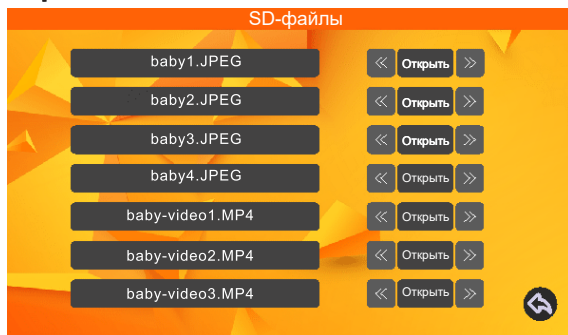 SD-файлы
baby1.JPEG « Открыть »
baby2.JPEG « Открыть »
baby3.JPEG « Открыть »
baby4.JPEG « Открыть »
baby-video1.MP4 « Открыть »
baby-video2.MP4 « Открыть »
baby-video3.MP4 « Открыть »